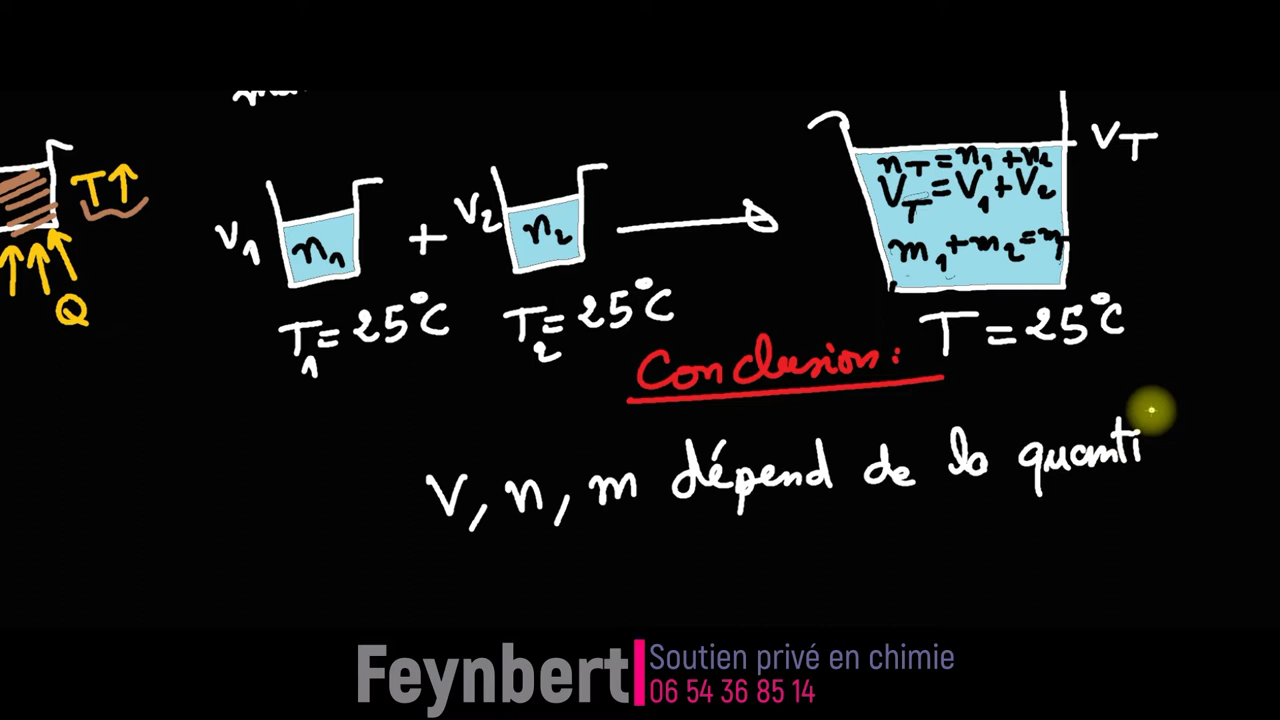 T↑
Q
V1
n1
+
V2
n2
T1 = 25°C
T2 = 25°C
VT
nT = n1 + n2
VT = V1 + V2
m1 + m2 =
T = 25°C
Conclusion:
V, n, m dépend de la quanti
Feynbert
Soutien privé en chimie
06 54 36 85 14